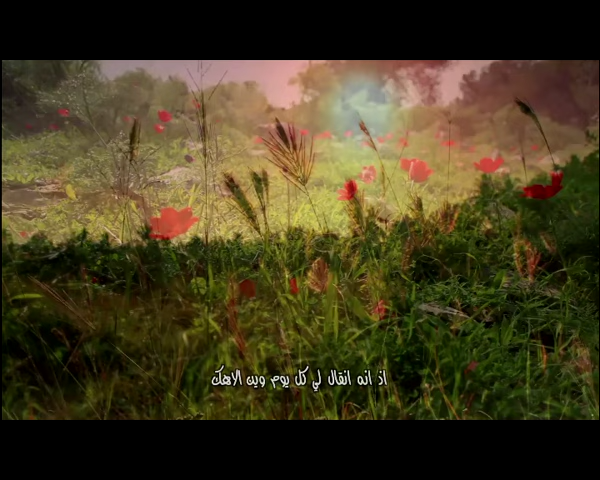 اذ انه انقال لي كل يوم وين الاهك